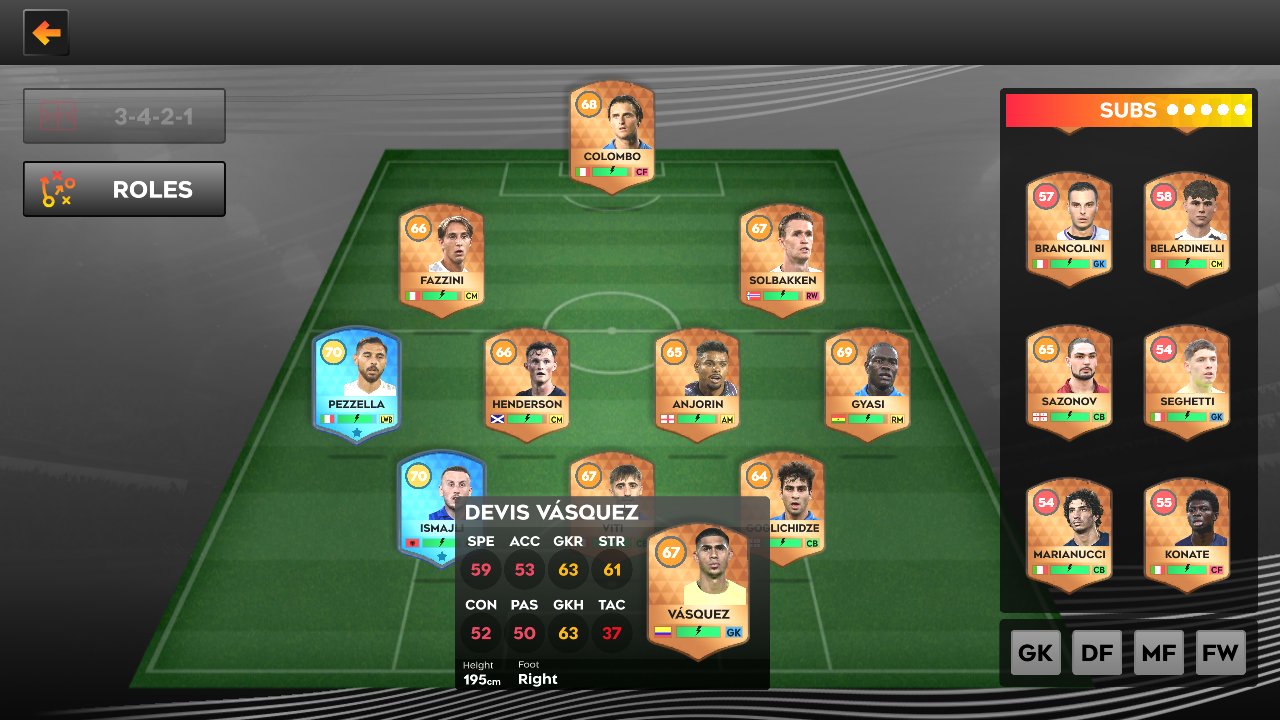 3-4-2-1
ROLES
68
COLOMBO
CF
66
FAZZINI
CM
67
SOLBAKKEN
RW
70
PEZZELLA
LWB
66
HENDERSON
CM
65
ANJORIN
AM
69
GYASI
RM
70
ISMAJLI
67
VITI
64
GOGLICHIDZE
CB
DEVIS VÁSQUEZ
SPE ACC GKR STR
59 53 63 61
CON PAS GKH TAC
52 50 63 37
Height Foot
195cm Right
67
VÁSQUEZ
GK
SUBS
57
BRANCOLINI
GK
58
BELARDINELLI
CM
65
SAZONOV
CB
54
SEGHETTI
GK
54
MARIANUCCI
CB
55
KONATE
CF
GK DF MF FW